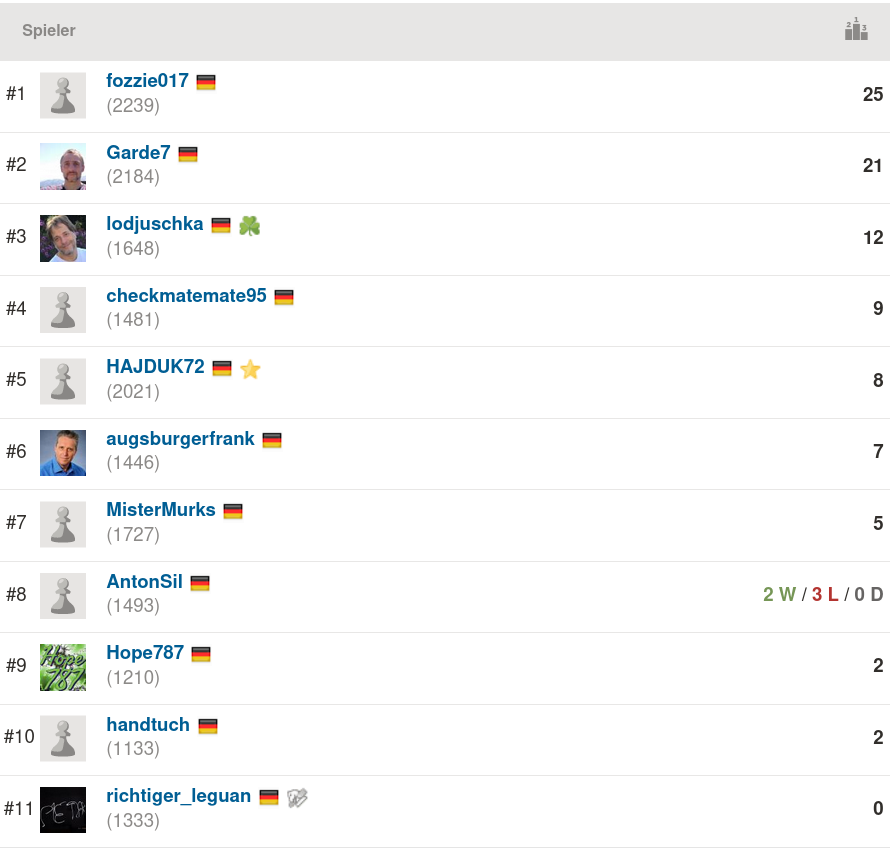 Spieler
#1 fozzie017 25
(2239)
#2 Garde7 21
(2184)
#3 lodjuschka 12
(1648)
#4 checkmatemate95 9
(1481)
#5 HAJDUK72 8
(2021)
#6 augsburgerfrank 7
(1446)
#7 MisterMurks 5
(1727)
#8 AntonSil 2 W / 3 L / 0 D
(1493)
#9 Hope 787 Hope787 2
(1210)
#10 handtuch 2
(1133)
#11 richtiger_leguan 0
(1333)